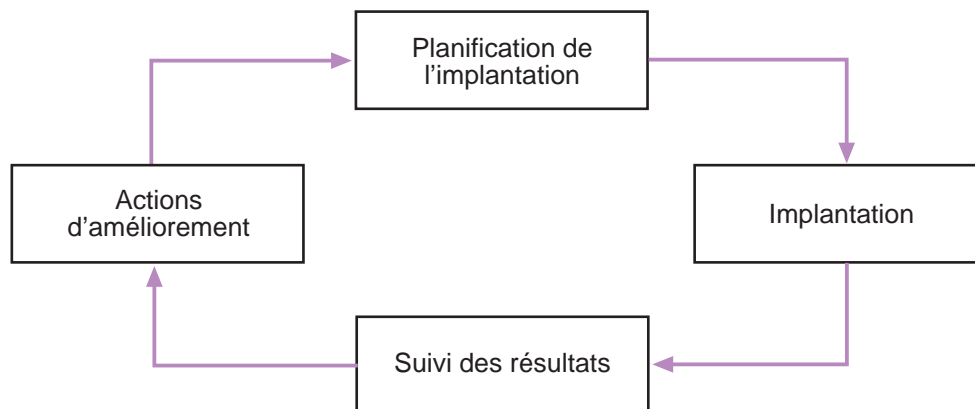 Planification de
l’implantation
Actions
d’améliorement
Implantation
Suivi des résultats